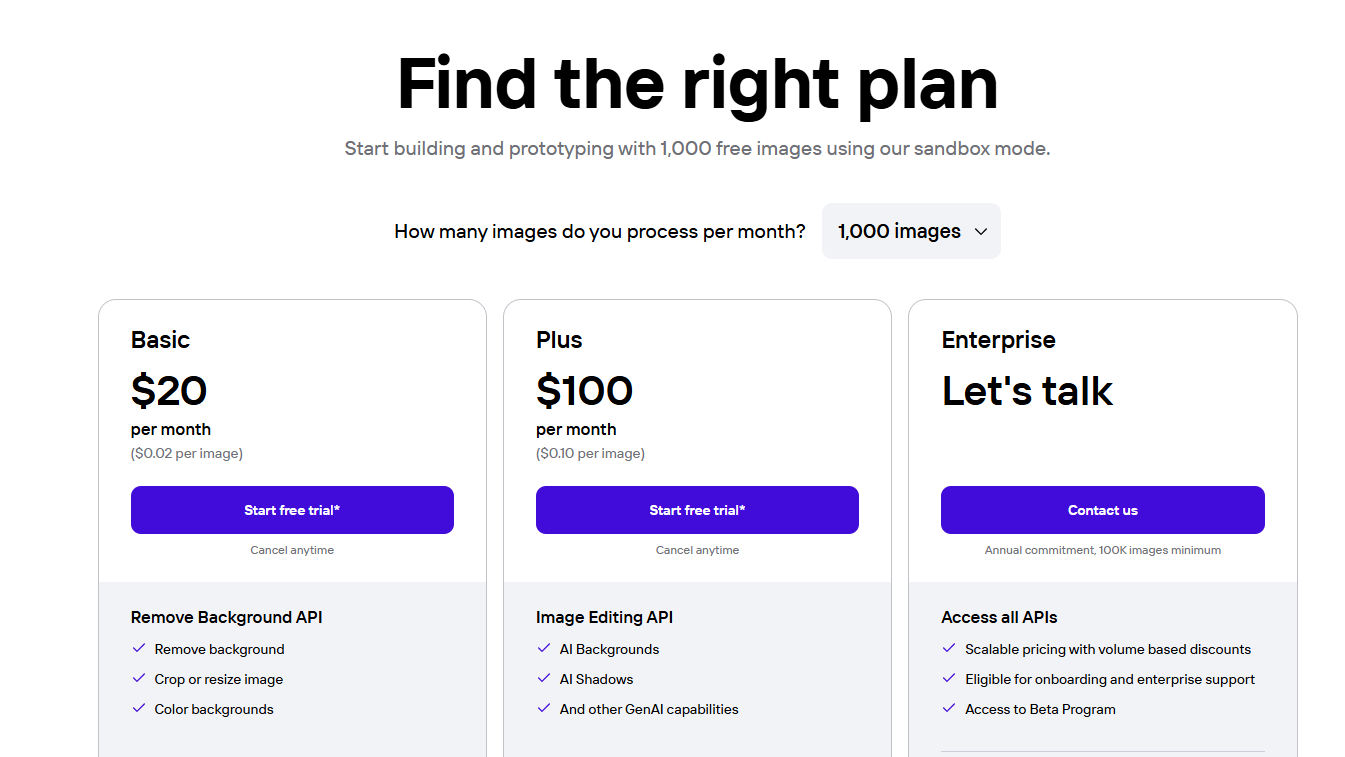 Find the right plan
Start building and prototyping with 1,000 free images using our sandbox mode.
How many images do you process per month?
1,000 images
Basic
$20
per month
($0.02 per image)
Start free trial*
Cancel anytime
Remove Background API
Remove background
Crop or resize image
Color backgrounds
Plus
$100
per month
($0.10 per image)
Start free trial*
Cancel anytime
Image Editing API
AI Backgrounds
AI Shadows
And other GenAI capabilities
Enterprise
Let's talk
Contact us
Annual commitment, 100K images minimum
Access all APIs
Scalable pricing with volume based discounts
Eligible for onboarding and enterprise support
Access to Beta Program